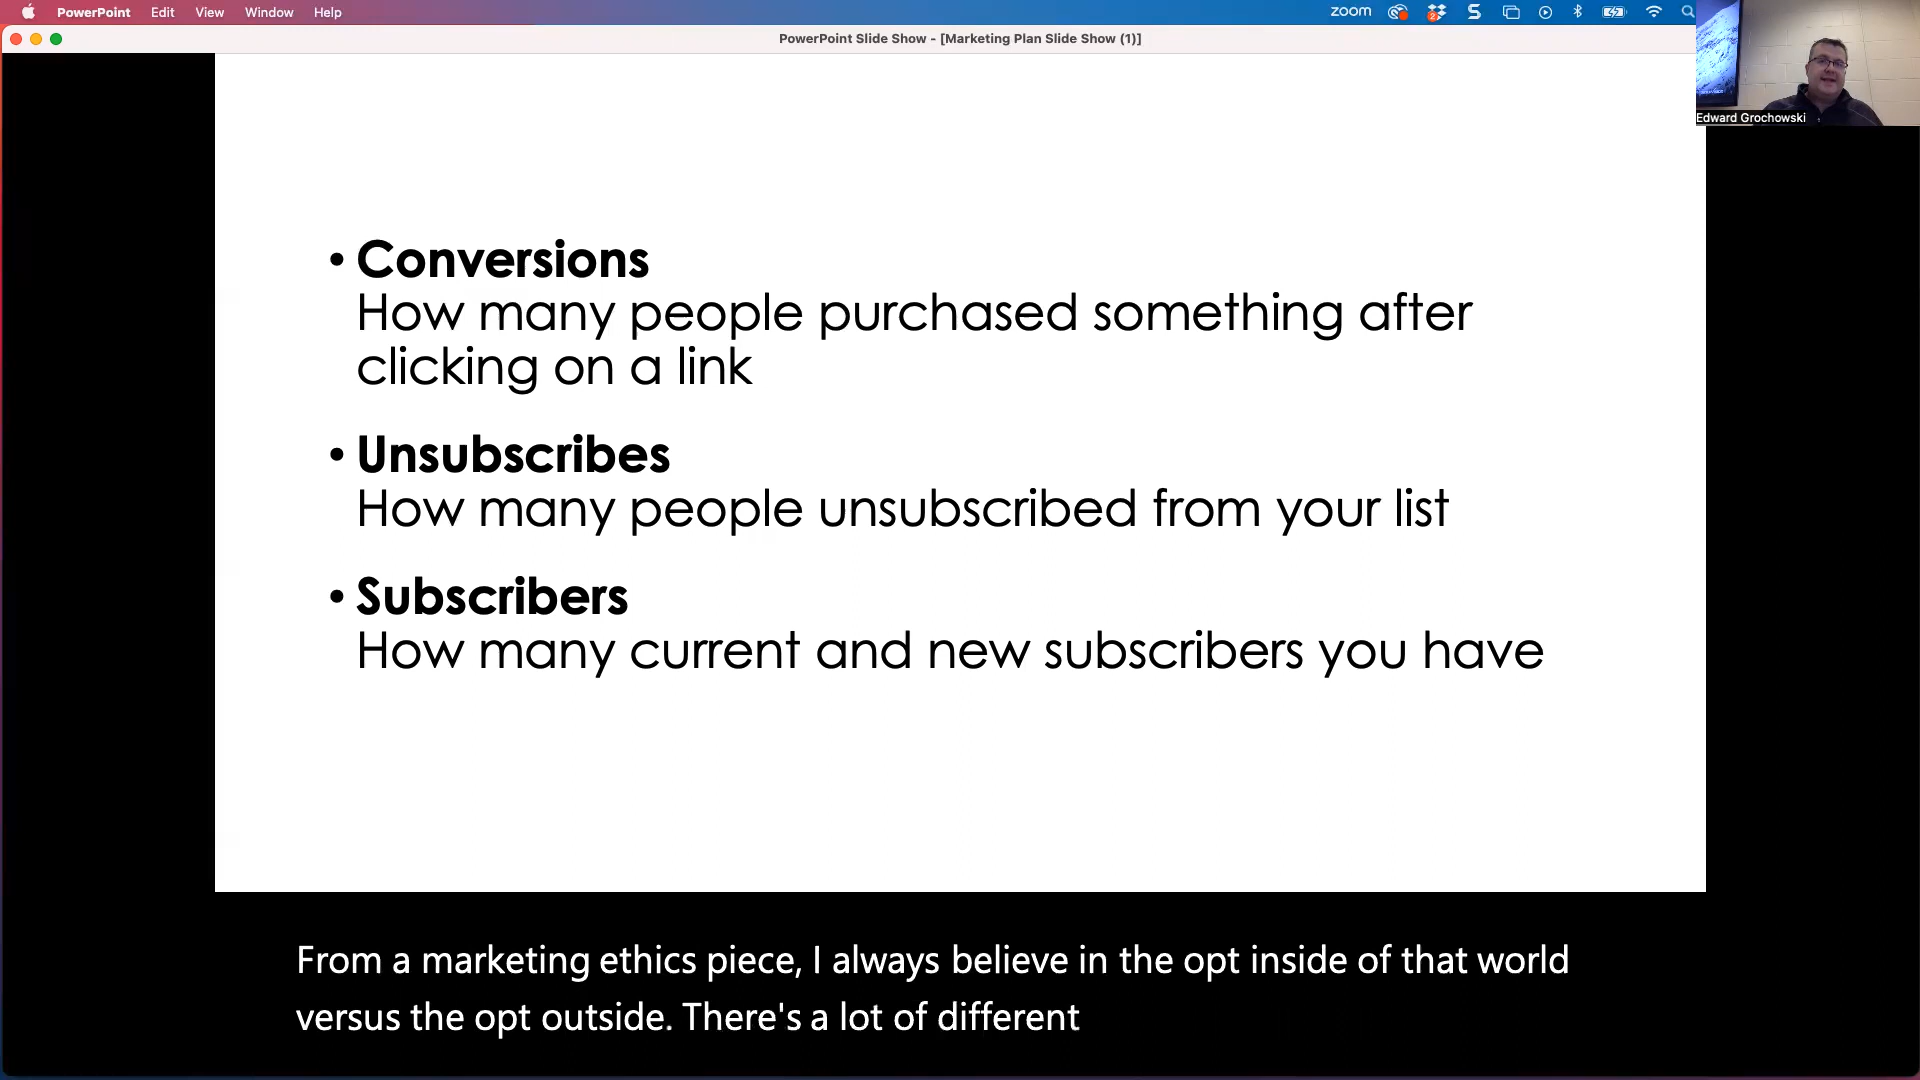 PowerPoint Edit View Window Help zoom
PowerPoint Slide Show - [Marketing Plan Slide Show (1)]
Edward Grochowski
• Conversions
How many people purchased something after
clicking on a link
• Unsubscribes
How many people unsubscribed from your list
• Subscribers
How many current and new subscribers you have
From a marketing ethics piece, I always believe in the opt inside of that world
versus the opt outside. There's a lot of different